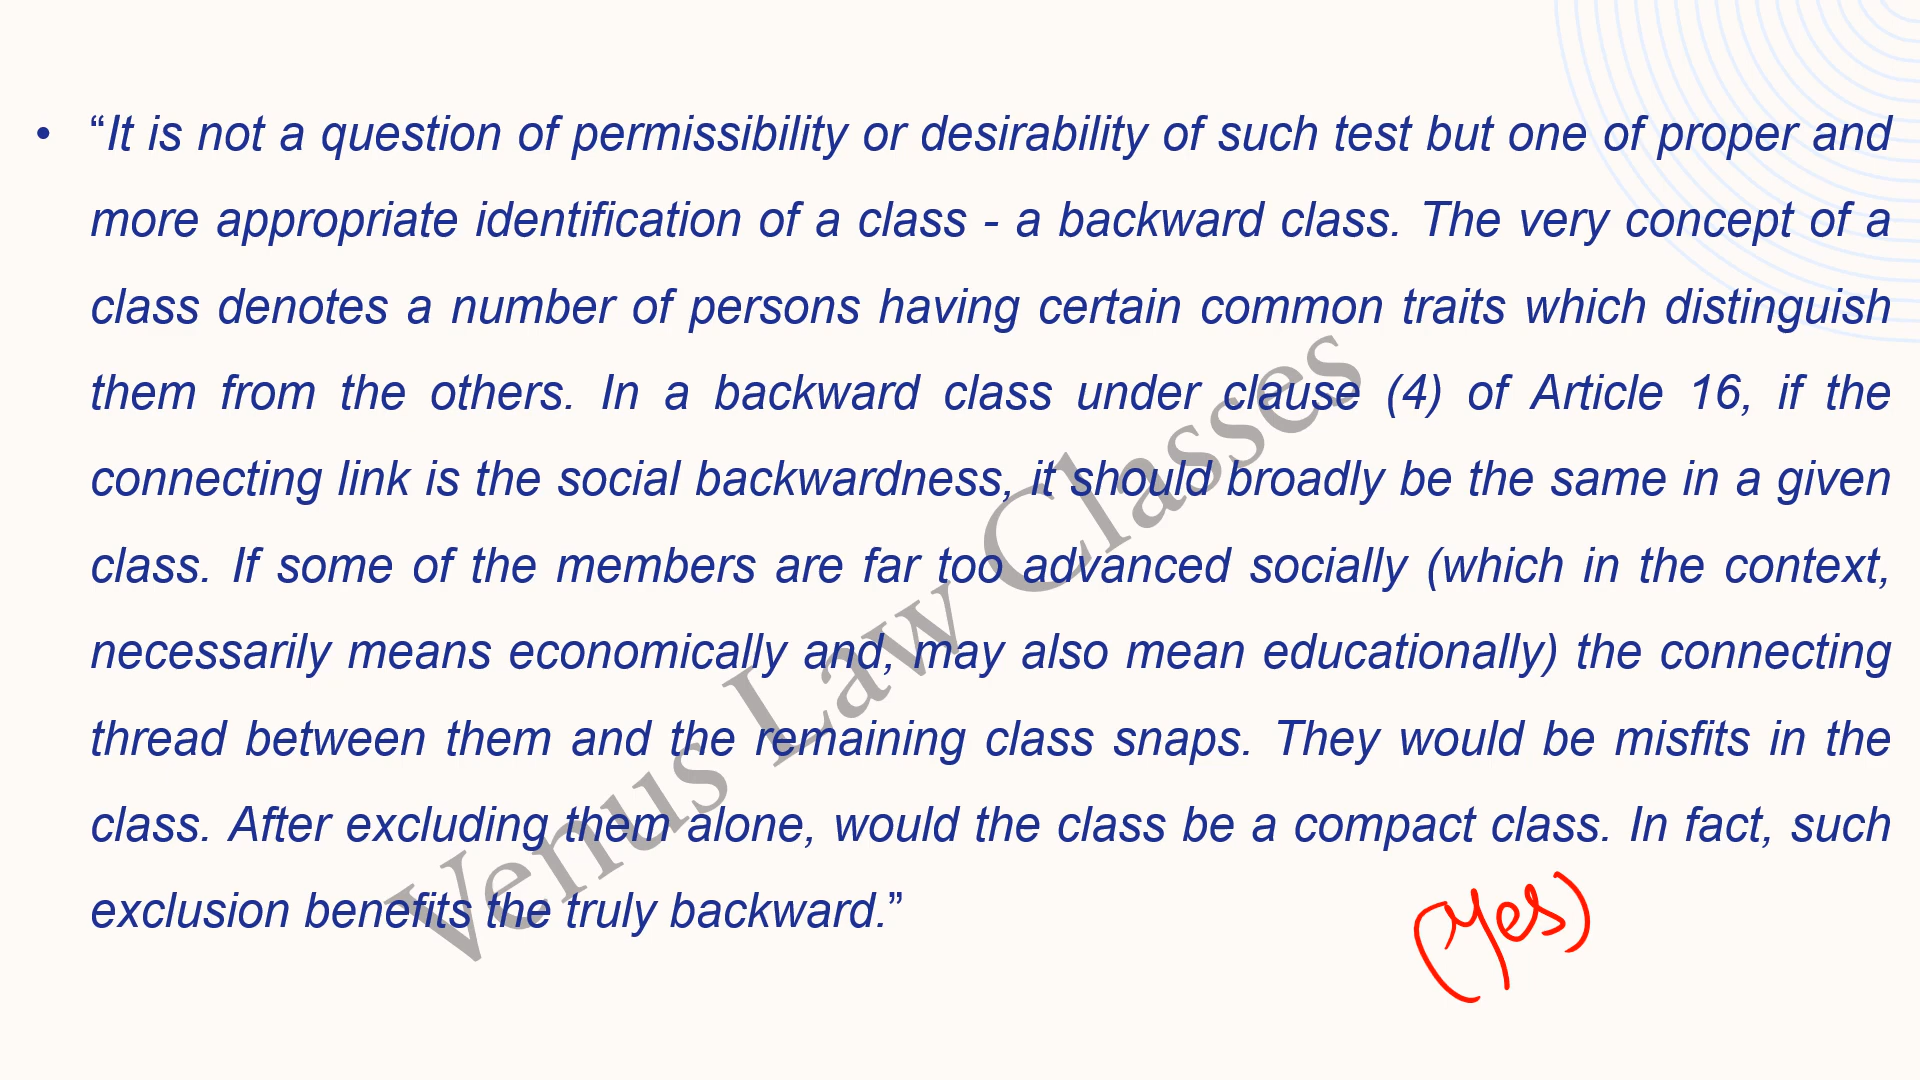 • “It is not a question of permissibility or desirability of such test but one of proper and
more appropriate identification of a class - a backward class. The very concept of a
class denotes a number of persons having certain common traits which distinguish
them from the others. In a backward class under clause (4) of Article 16, if the
connecting link is the social backwardness, it should broadly be the same in a given
class. If some of the members are far too advanced socially (which in the context,
necessarily means economically and, may also mean educationally) the connecting
thread between them and the remaining class snaps. They would be misfits in the
class. After excluding them alone, would the class be a compact class. In fact, such
exclusion benefits the truly backward.”
(Yes)
Venus Law Classes